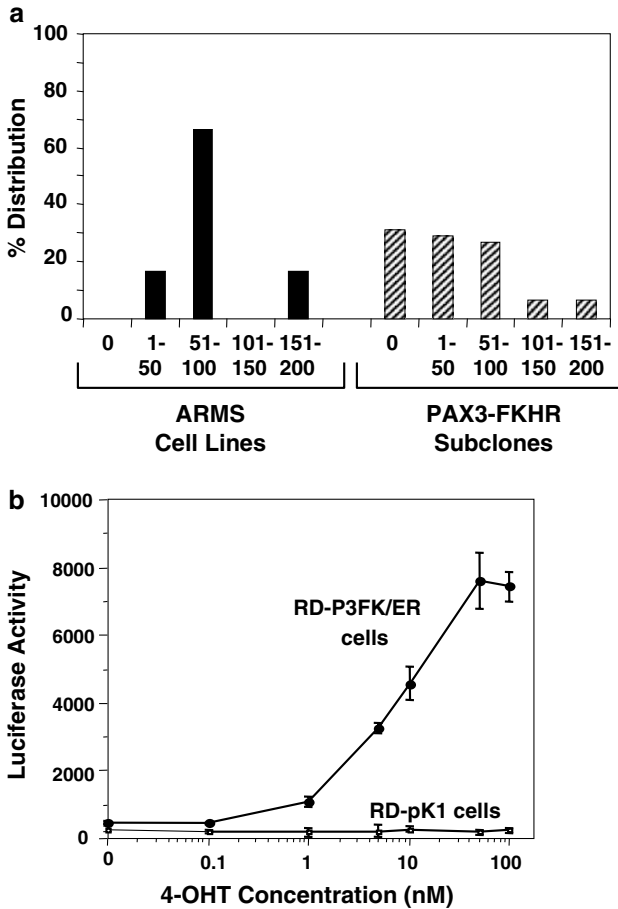 a
% Distribution
100
80
60
40
20
0
0 1- 51- 101- 151- 0 1- 51- 101- 151-
50 100 150 200 50 100 150 200
ARMS PAX3-FKHR
Cell Lines Subclones
b
Luciferase Activity
10000
8000
6000
4000
2000
0
RD-P3FK/ER
cells
RD-pK1 cells
0 0.1 1 10 100
4-OHT Concentration (nM)